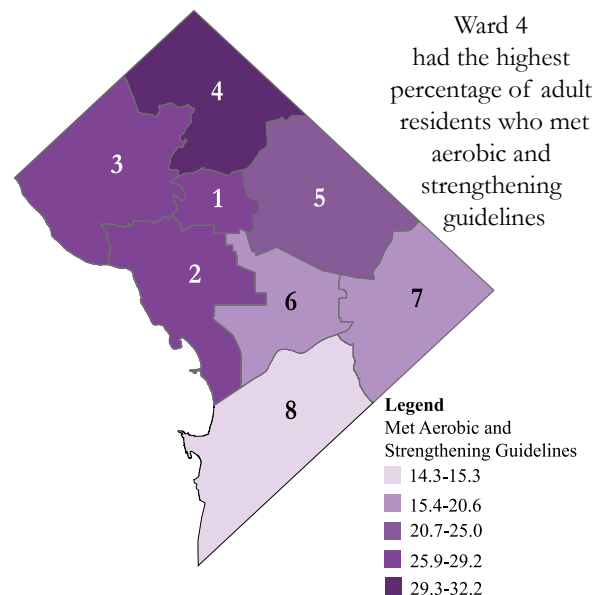 Ward 4
had the highest
percentage of adult
residents who met
aerobic and
strengthening
guidelines
4
3
1
5
2
6
7
8
Legend
Met Aerobic and
Strengthening Guidelines
14.3-15.3
15.4-20.6
20.7-25.0
25.9-29.2
29.3-32.2